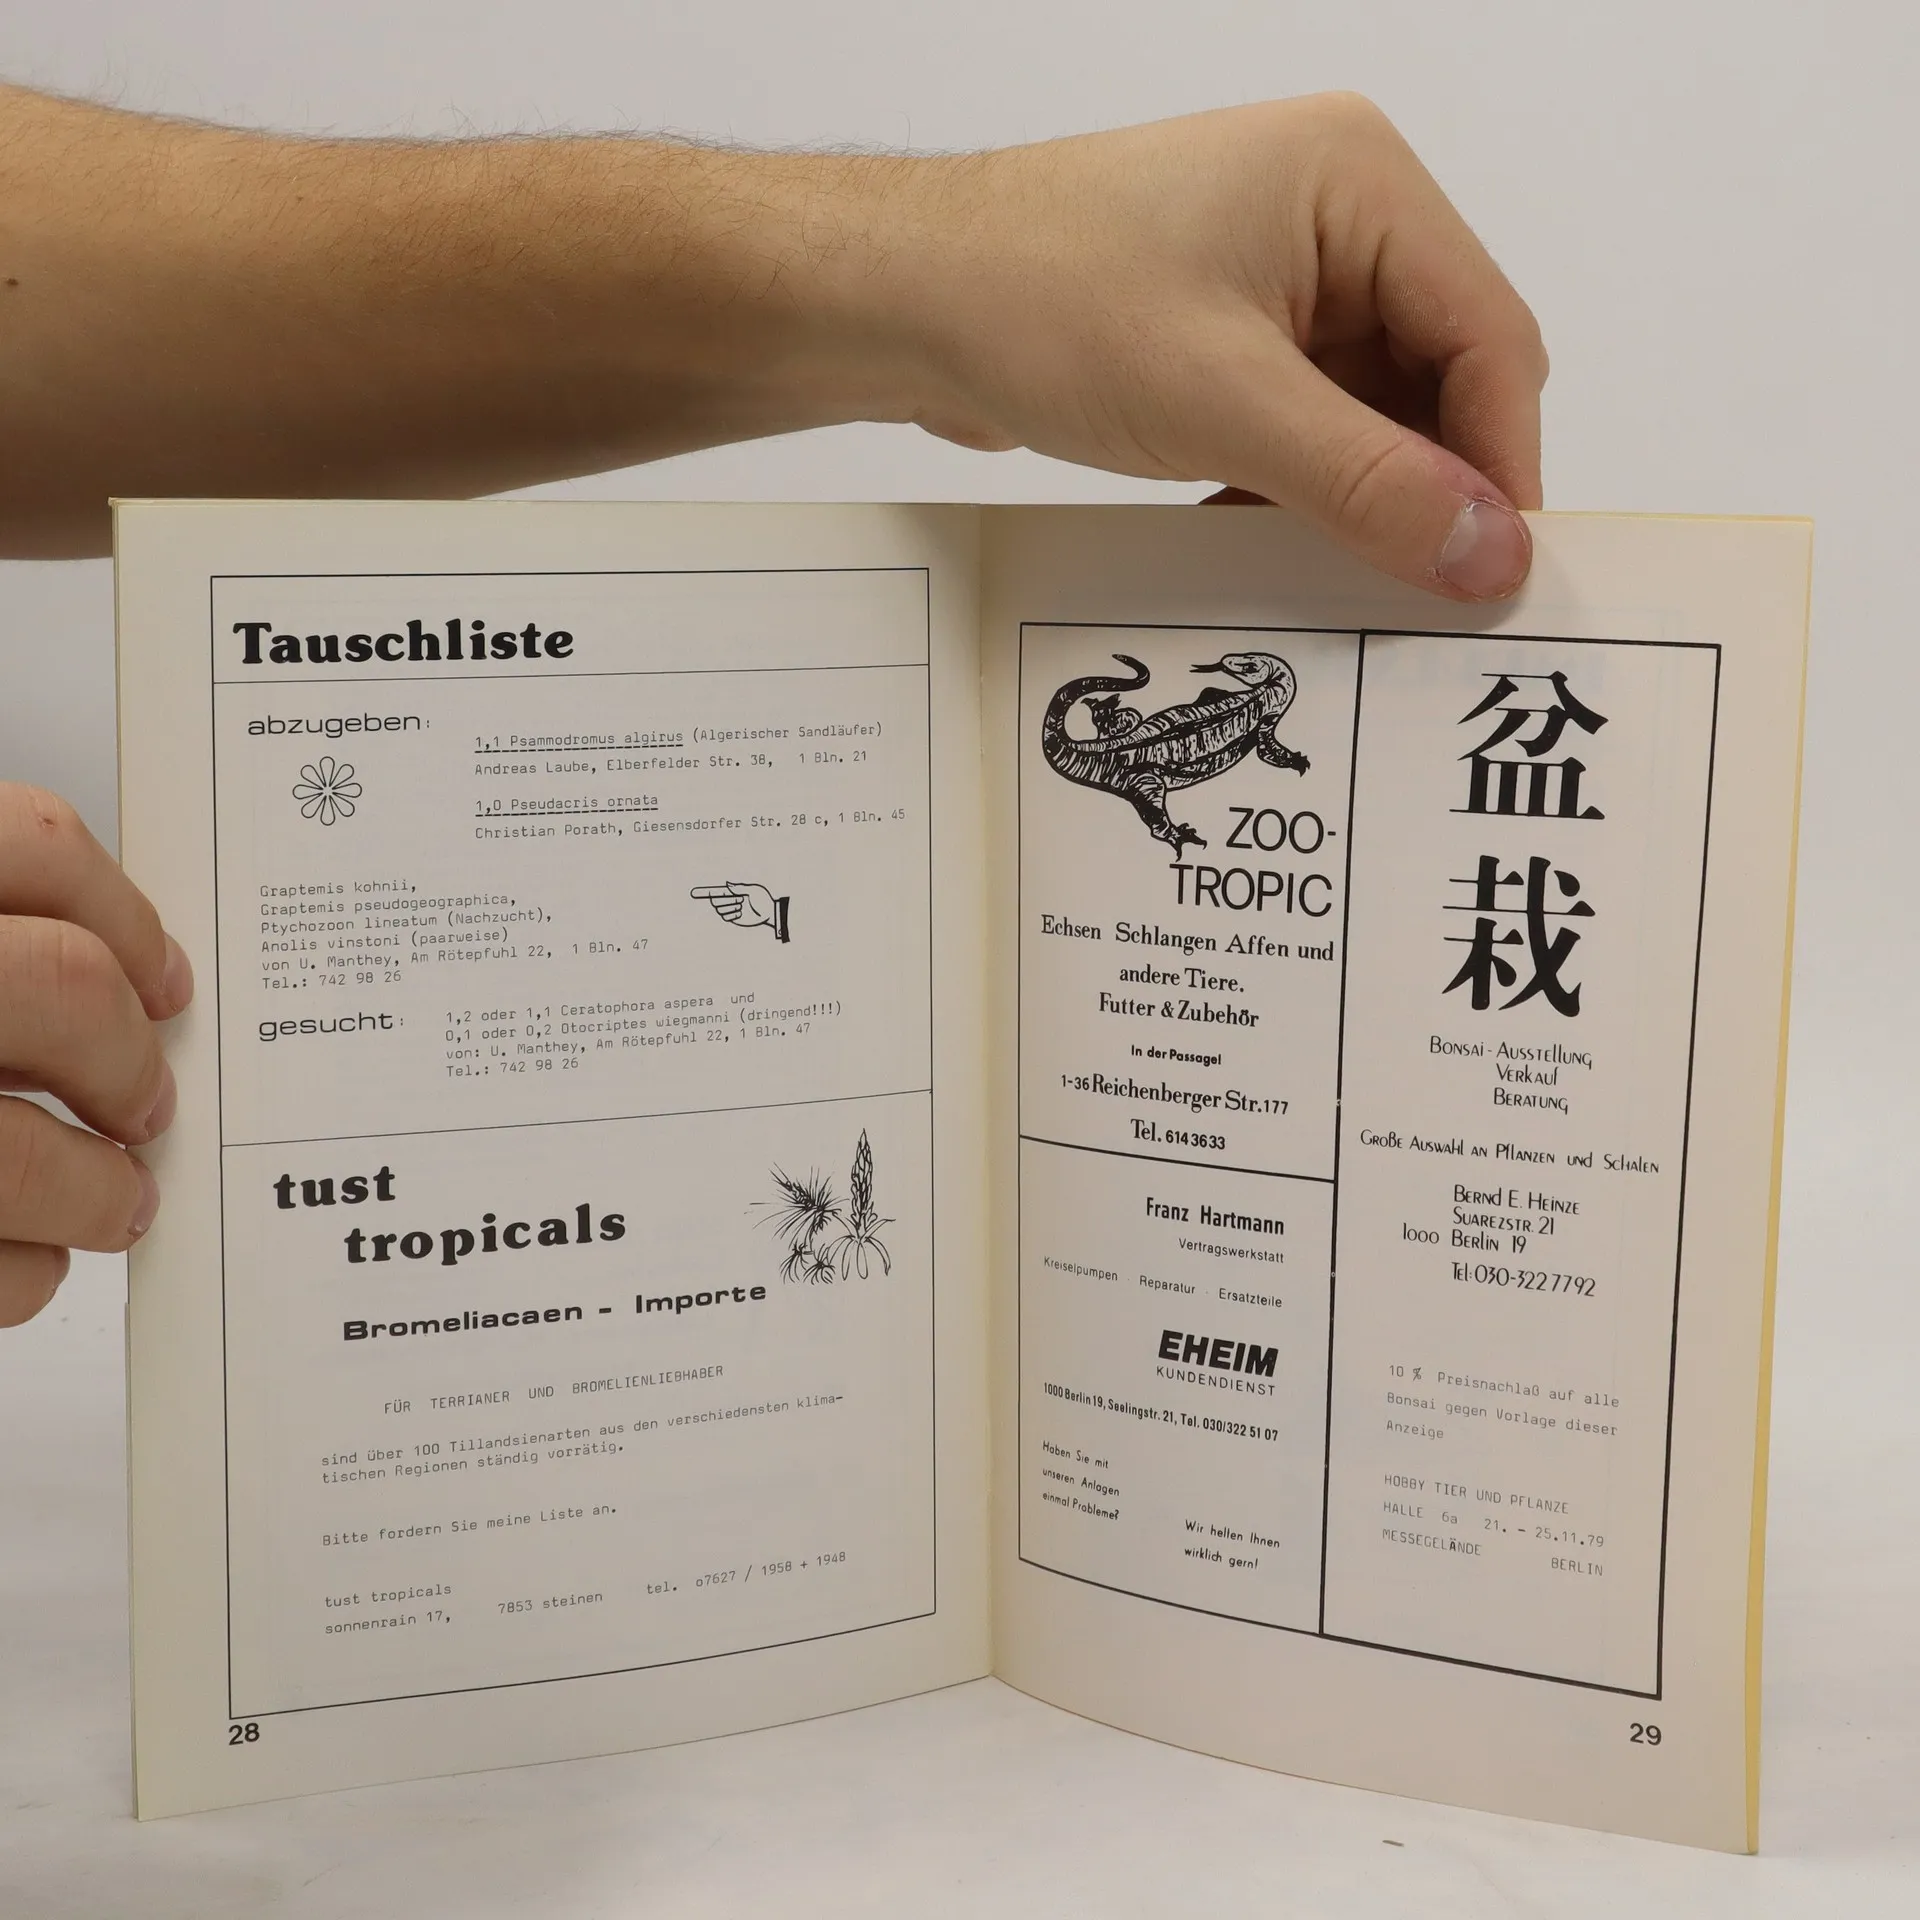 Tauschliste
abzugeben:
1,1 Psammodromus algirus (Algerischer Sandläufer)
Andreas Laube, Elberfelder Str. 38, 1 Bln. 21
1,0 Pseudacris ornata
Christian Porath, Giesensdorfer Str. 28 c, 1 Bln. 45
Graptemis kohnii,
Graptemis pseudogeographica,
Ptychozoon lineatum (Nachzucht),
Anolis vinstoni (paarweise)
von U. Manthey, Am Rötepfuhl 22, 1 Bln. 47
Tel.: 742 98 26
gesucht:
1,2 oder 1,1 Ceratophora aspera und
0,1 oder 0,2 Otocriptes wiegmanni (dringend!!!)
von: U. Manthey, Am Rötepfuhl 22, 1 Bln. 47
Tel.: 742 98 26
tust
tropicals
Bromeliacaen - Importe
FÜR TERRIANER UND BROMELIENLIEBHABER
sind über 100 Tillandsienarten aus den verschiedensten klima-
tischen Regionen ständig vorrätig.
Bitte fordern Sie meine Liste an.
tust tropicals
sonnenrain 17, 7853 steinen tel. o7627 / 1958 + 1948
28
ZOO-
TROPIC
Echsen Schlangen Affen und
andere Tiere.
Futter & Zubehör
In der Passage!
1-36 Reichenberger Str. 177
Tel. 614 36 33
Franz Hartmann
Vertragswerkstatt
Kreiselpumpen · Reparatur · Ersatzteile
EHEIM
KUNDENDIENST
1000 Berlin 19, Seelingstr. 21, Tel. 030/322 51 07
Haben Sie mit
unseren Anlagen
einmal Probleme?
Wir helfen Ihnen
wirklich gern!
盆
栽
Bonsai - Ausstellung
Verkauf
Beratung
Große Auswahl an Pflanzen und Schalen
Bernd E. Heinze
Suarezstr. 21
1000 Berlin 19
Tel: 030-322 7792
10 % Preisnachlaß auf alle
Bonsai gegen Vorlage dieser
Anzeige
HOBBY TIER UND PFLANZE
HALLE 6a 21. - 25.11.79
MESSEGELÄNDE BERLIN
29